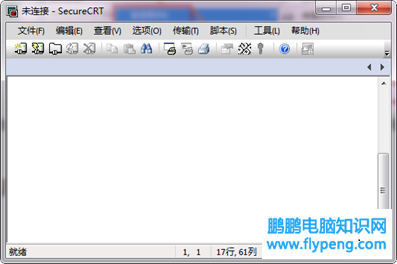 未连接 - SecureCRT
文件(F) 编辑(E) 查看(V) 选项(O) 传输(T) 脚本(S) 工具(L) 帮助(H)
就绪 1, 1 17行, 61列
鹏鹏电脑知识网
www.flypeng.com